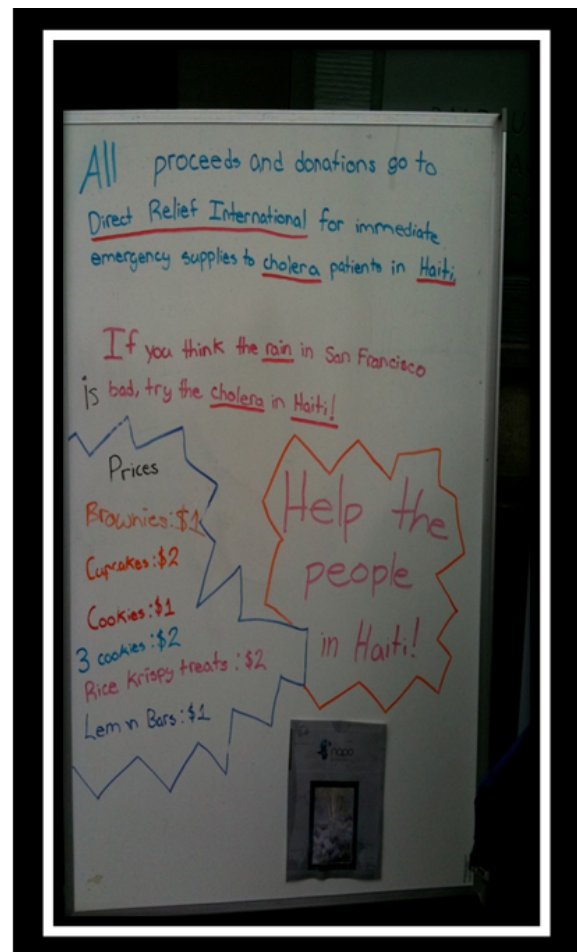 All proceeds and donations go to
Direct Relief International for immediate
emergency supplies to cholera patients in Haiti.
If you think the rain in San Francisco
is bad, try the cholera in Haiti!
Prices
Brownies: $1
Cupcakes: $2
Cookies: $1
3 cookies: $2
Rice Krispy treats: $2
Lem n Bars: $1
Help the
people
in Haiti!